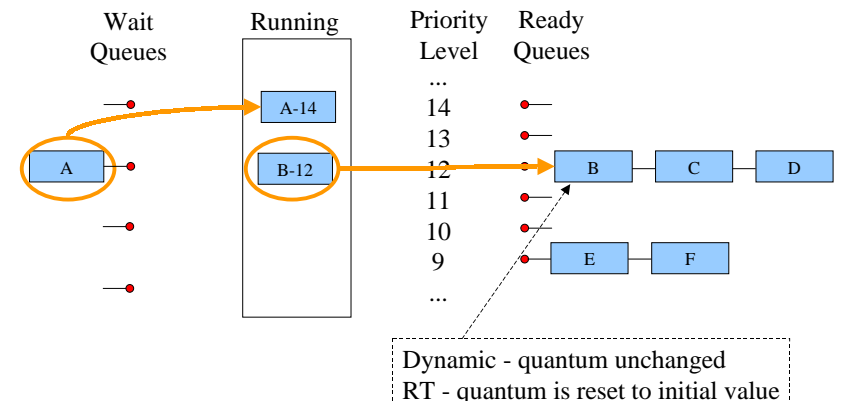 Wait
Queues
Running
Priority
Level
Ready
Queues
...
14
13
12
11
10
9
...
A
A-14
B-12
B
C
D
E
F
Dynamic - quantum unchanged
RT - quantum is reset to initial value